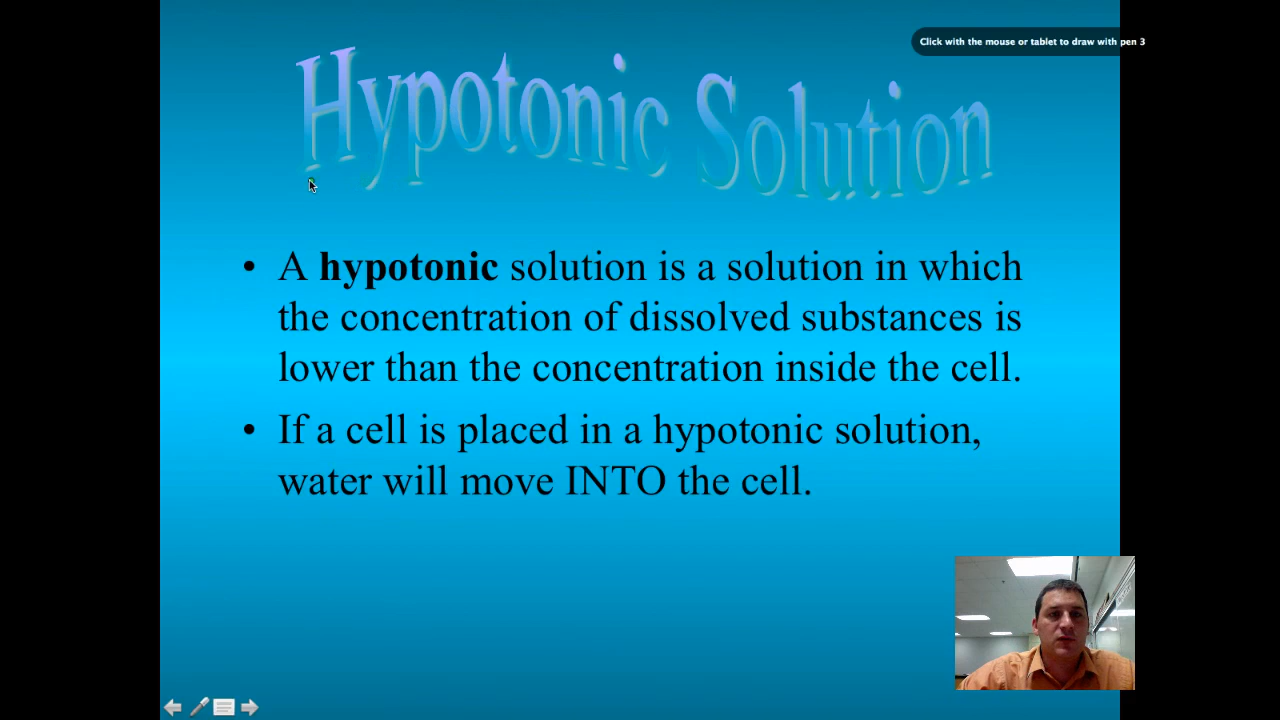 Click with the mouse or tablet to draw with pen 3
Hypotonic Solution
• A hypotonic solution is a solution in which
the concentration of dissolved substances is
lower than the concentration inside the cell.
• If a cell is placed in a hypotonic solution,
water will move INTO the cell.